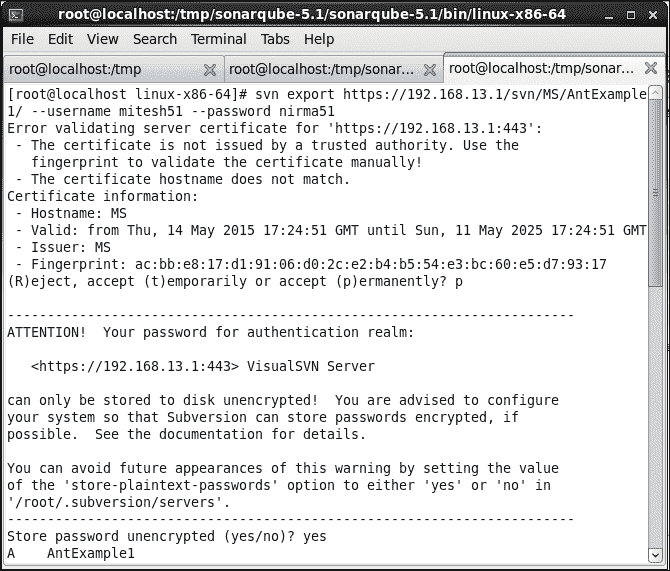 root@localhost:/tmp/sonarqube-5.1/sonarqube-5.1/bin/linux-x86-64
File Edit View Search Terminal Tabs Help
root@localhost:/tmp root@localhost:/tmp/sonar... root@localhost:/tmp/sonar...
[root@localhost linux-x86-64]# svn export https://192.168.13.1/svn/MS/AntExample
1/ --username mitesh51 --password nirma51
Error validating server certificate for 'https://192.168.13.1:443':
- The certificate is not issued by a trusted authority. Use the
fingerprint to validate the certificate manually!
- The certificate hostname does not match.
Certificate information:
- Hostname: MS
- Valid: from Thu, 14 May 2015 17:24:51 GMT until Sun, 11 May 2025 17:24:51 GMT
- Issuer: MS
- Fingerprint: ac:bb:e8:17:d1:91:06:d0:2c:e2:b4:b5:54:e3:bc:60:e5:d7:93:17
(R)eject, accept (t)emporarily or accept (p)ermanently? p
-----------------------------------------------------------------------
ATTENTION!  Your password for authentication realm:
<https://192.168.13.1:443> VisualSVN Server
can only be stored to disk unencrypted!  You are advised to configure
your system so that Subversion can store passwords encrypted, if
possible.  See the documentation for details.
You can avoid future appearances of this warning by setting the value
of the 'store-plaintext-passwords' option to either 'yes' or 'no' in
'/root/.subversion/servers'.
-----------------------------------------------------------------------
Store password unencrypted (yes/no)? yes
A    AntExample1